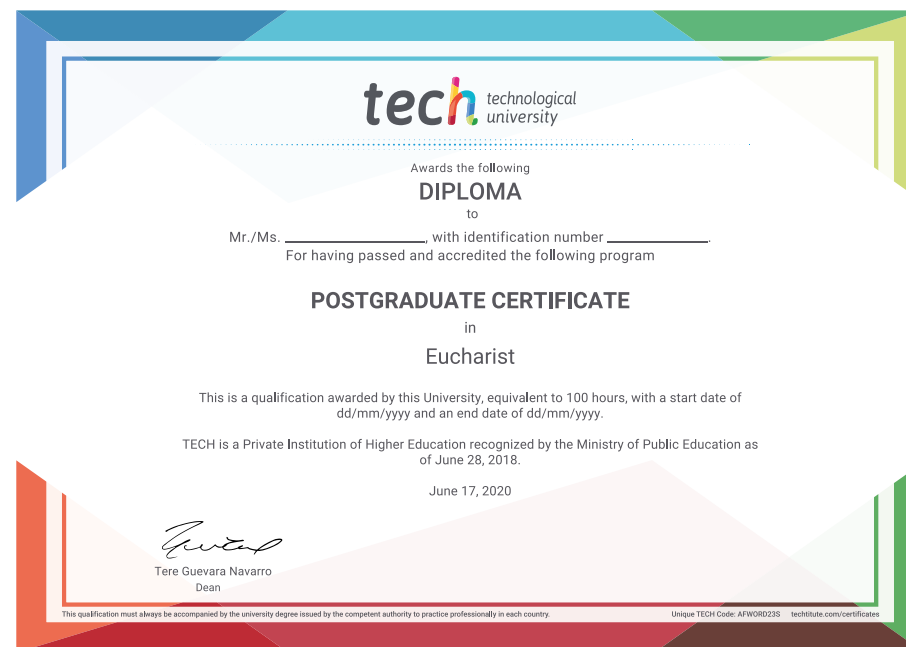 tech technological
university
Awards the following
DIPLOMA
to
Mr./Ms. ____________________, with identification number ______________.
For having passed and accredited the following program
POSTGRADUATE CERTIFICATE
in
Eucharist
This is a qualification awarded by this University, equivalent to 100 hours, with a start date of
dd/mm/yyyy and an end date of dd/mm/yyyy.
TECH is a Private Institution of Higher Education recognized by the Ministry of Public Education as
of June 28, 2018.
June 17, 2020
Tere Guevara Navarro
Dean
This qualification must always be accompanied by the university degree issued by the competent authority to practice professionally in each country. Unique TECH Code: AFWORD23S techtitute.com/certificates